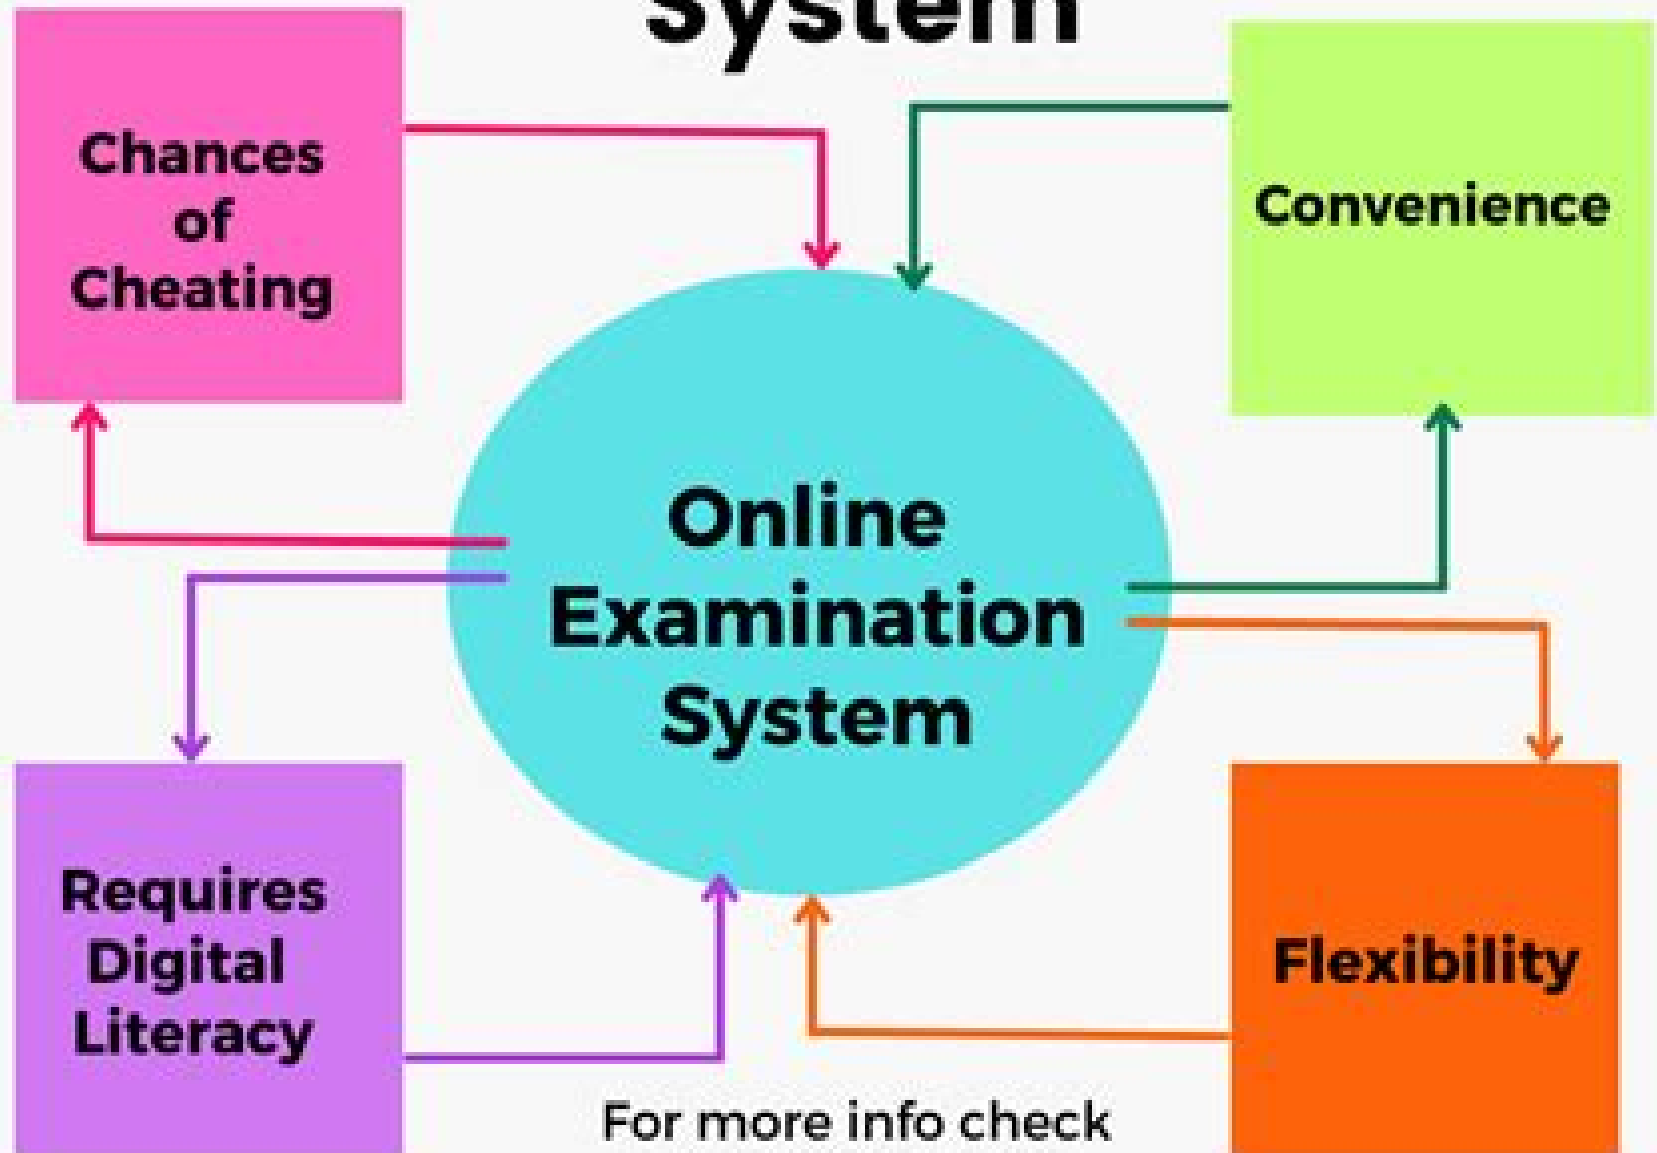 System
Chances
of
Cheating
Convenience
Online
Examination
System
Requires
Digital
Literacy
Flexibility
For more info check